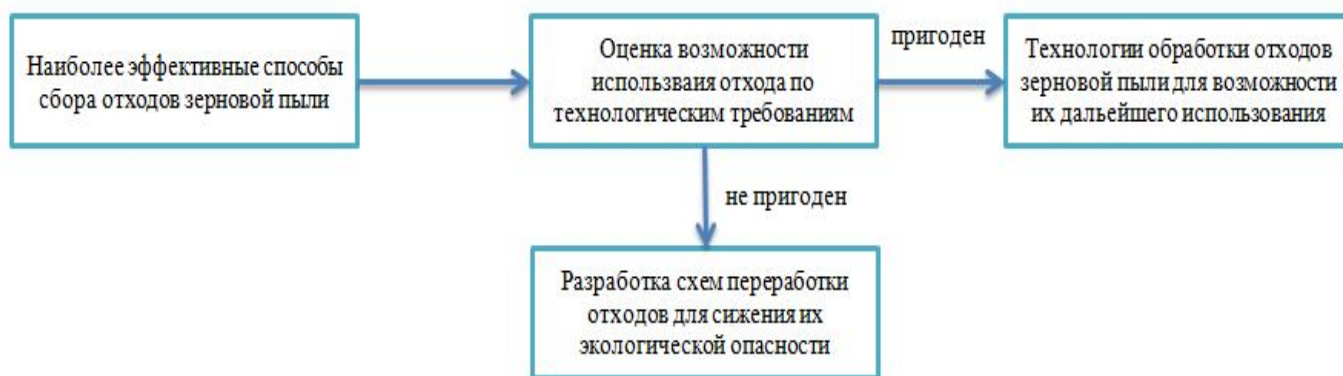 Наиболее эффективные способы
сбора отходов зерновой пыли
Оценка возможности
использваия отхода по
технологическим требованиям
пригоден
Технологии обработки отходов
зерновой пыли для возможности
их дальейшего использования
не пригоден
Разработка схем переработки
отходов для сижения их
экологической опасности